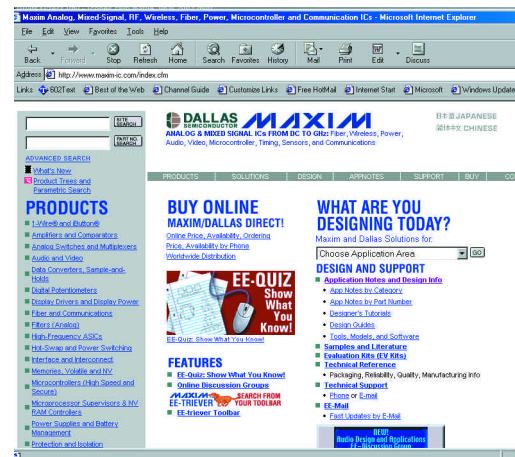 Maxim Analog, Mixed-Signal, RF, Wireless, Fiber, Power, Microcontroller and Communication ICs - Microsoft Internet Explorer
File Edit View Favorites Tools Help
Back Forward Stop Refresh Home Search Favorites History Mail Print Edit Discuss
Address http://www.maxim-ic.com/index.cfm
Links 602Text Best of the Web Channel Guide Customize Links Free HotMail Internet Start Microsoft Windows Update
SITE SEARCH
PART NO. SEARCH
ADVANCED SEARCH
What's New
Product Trees and
Parametric Search
PRODUCTS
1-Wire® and iButton®
Amplifiers and Comparators
Analog Switches and Multiplexers
Audio and Video
Data Converters, Sample-and-
Holds
Digital Potentiometers
Display Drivers and Display Power
Fiber and Communications
Filters (Analog)
High-Frequency ASICs
Hot-Swap and Power Switching
Interface and Interconnect
Memories, Volatile and NV
Microcontrollers (High Speed and
Secure)
Microprocessor Supervisors & NV
RAM Controllers
Power Supplies and Battery
Management
Protection and Isolation
DALLAS SEMICONDUCTOR MAXIM
ANALOG & MIXED SIGNAL ICs FROM DC TO GHz: Fiber, Wireless, Power,
Audio, Video, Microcontroller, Timing, Sensors, and Communications
JAPANESE
CHINESE
PRODUCTS SOLUTIONS DESIGN APPNOTES SUPPORT BUY CO
BUY ONLINE
MAXIM/DALLAS DIRECT!
Online Price, Availability, Ordering
Price, Availability by Phone
Worldwide Distribution
EE-QUIZ
Show
What
You
Know!
EE-Quiz: Show What You Know!
FEATURES
EE-Quiz: Show What You Know!
Online Discussion Groups
MAXIM SEARCH FROM
EE-TRIEVER YOUR TOOLBAR
EE-triever Toolbar
WHAT ARE YOU
DESIGNING TODAY?
Maxim and Dallas Solutions for:
Choose Application Area GO
DESIGN AND SUPPORT
Application Notes and Design Info
App Notes by Category
App Notes by Part Number
Designer's Tutorials
Design Guides
Tools, Models, and Software
Samples and Literature
Evaluation Kits (EV Kits)
Technical Reference
Packaging, Reliability, Quality, Manufacturing Info
Technical Support
Phone or E-mail
EE-Mail
Fast Updates by E-Mail
NEW!
Audio Design and Applications
EE-Discussion Group